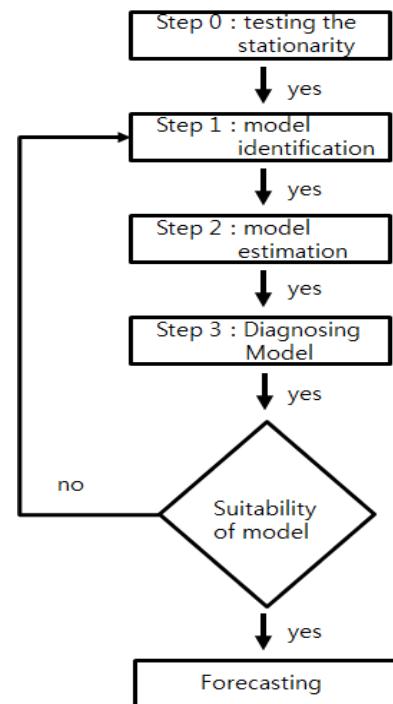 Step 0 : testing the
stationarity
yes
Step 1 : model
identification
yes
Step 2 : model
estimation
yes
Step 3 : Diagnosing
Model
yes
no
Suitability
of model
yes
Forecasting